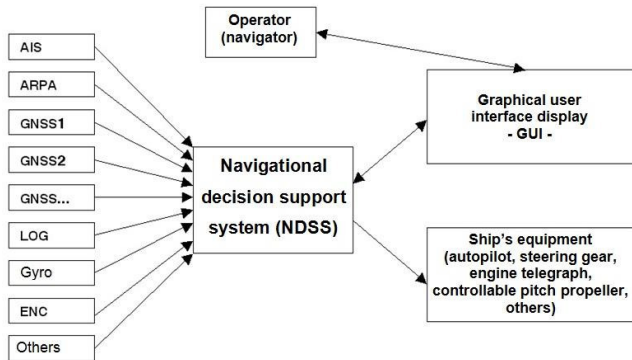 Operator
(navigator)
AIS
ARPA
GNSS1
GNSS2
GNSS...
LOG
Gyro
ENC
Others
Navigational
decision support
system (NDSS)
Graphical user
interface display
- GUI -
Ship's equipment
(autopilot, steering gear,
engine telegraph,
controllable pitch propeller,
others)